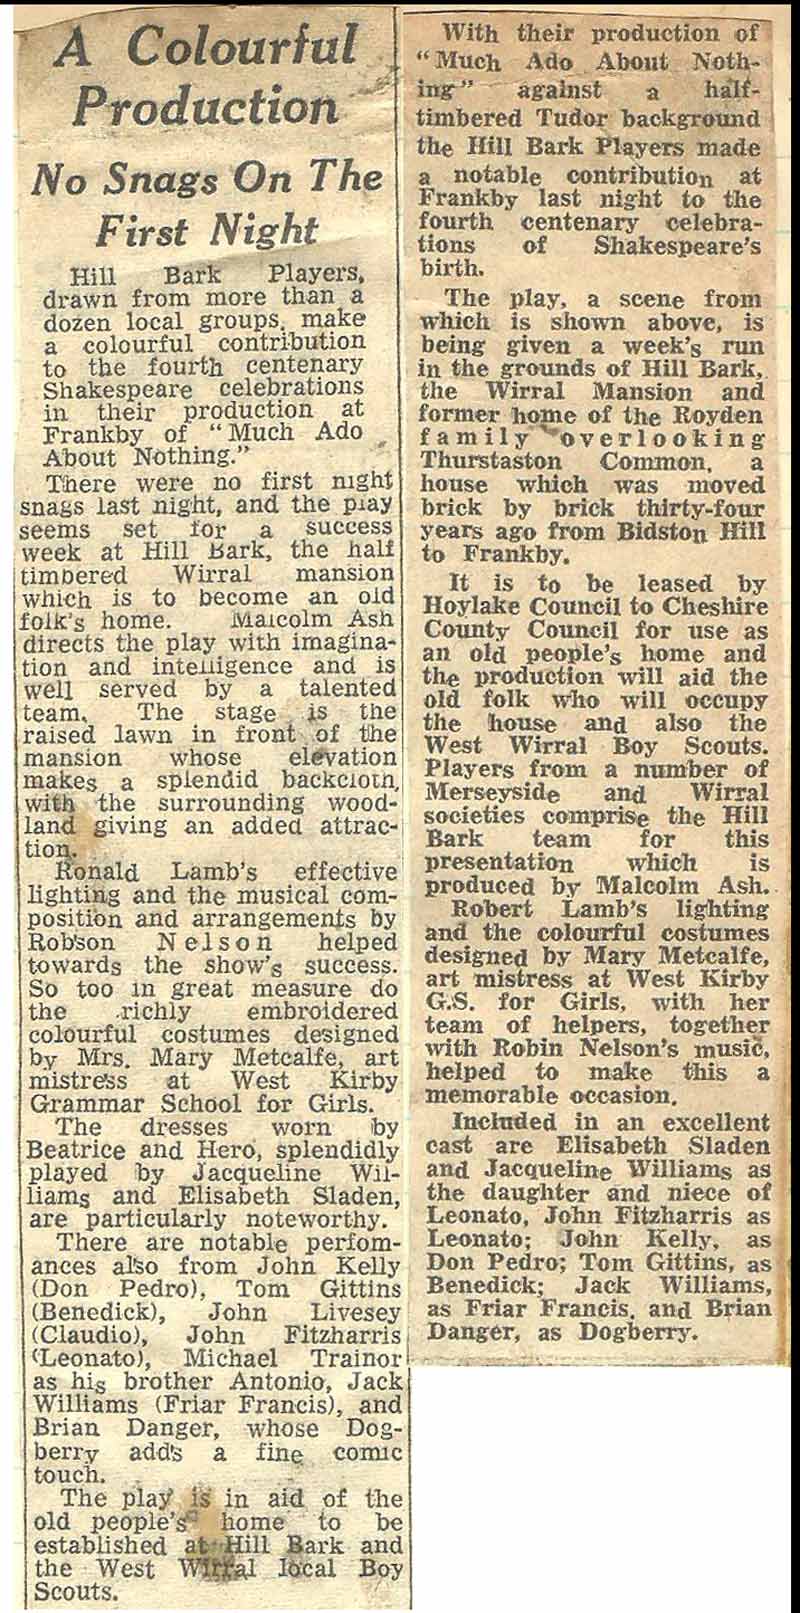 A Colourful
Production
No Snags On The
First Night
Hill Bark Players,
drawn from more than a
dozen local groups, make
a colourful contribution
to the fourth centenary
Shakespeare celebrations
in their production at
Frankby of "Much Ado
About Nothing."
There were no first night
snags last night, and the play
seems set for a success
week at Hill Bark, the half
timbered Wirral mansion
which is to become an old
folk's home. Malcolm Ash
directs the play with imagina-
tion and intelligence and is
well served by a talented
team. The stage is the
raised lawn in front of the
mansion whose elevation
makes a splendid backcloth,
with the surrounding wood-
land giving an added attrac-
tion.
Ronald Lamb's effective
lighting and the musical com-
position and arrangements by
Robson Nelson helped
towards the show's success.
So too in great measure do
the richly embroidered
colourful costumes designed
by Mrs. Mary Metcalfe, art
mistress at West Kirby
Grammar School for Girls.
The dresses worn by
Beatrice and Hero, splendidly
played by Jacqueline Wil-
liams and Elisabeth Sladen,
are particularly noteworthy.
There are notable perfom-
ances also from John Kelly
(Don Pedro), Tom Gittins
(Benedick), John Livesey
(Claudio), John Fitzharris
(Leonato), Michael Trainor
as his brother Antonio, Jack
Williams (Friar Francis), and
Brian Danger, whose Dog-
berry adds a fine comic
touch.
The play is in aid of the
old people's home to be
established at Hill Bark and
the West Wirral local Boy
Scouts.
With their production of
"Much Ado About Noth-
ing" against a half-
timbered Tudor background
the Hill Bark Players made
a notable contribution at
Frankby last night to the
fourth centenary celebra-
tions of Shakespeare's
birth.
The play, a scene from
which is shown above, is
being given a week's run
in the grounds of Hill Bark,
the Wirral Mansion and
former home of the Royden
family overlooking
Thurstaston Common, a
house which was moved
brick by brick thirty-four
years ago from Bidston Hill
to Frankby.
It is to be leased by
Hoylake Council to Cheshire
County Council for use as
an old people's home and
the production will aid the
old folk who will occupy
the house and also the
West Wirral Boy Scouts.
Players from a number of
Merseyside and Wirral
societies comprise the Hill
Bark team for this
presentation which is
produced by Malcolm Ash.
Robert Lamb's lighting
and the colourful costumes
designed by Mary Metcalfe,
art mistress at West Kirby
G.S. for Girls, with her
team of helpers, together
with Robin Nelson's music,
helped to make this a
memorable occasion.
Included in an excellent
cast are Elisabeth Sladen
and Jacqueline Williams as
the daughter and niece of
Leonato, John Fitzharris as
Leonato; John Kelly, as
Don Pedro; Tom Gittins, as
Benedick; Jack Williams,
as Friar Francis, and Brian
Danger, as Dogberry.